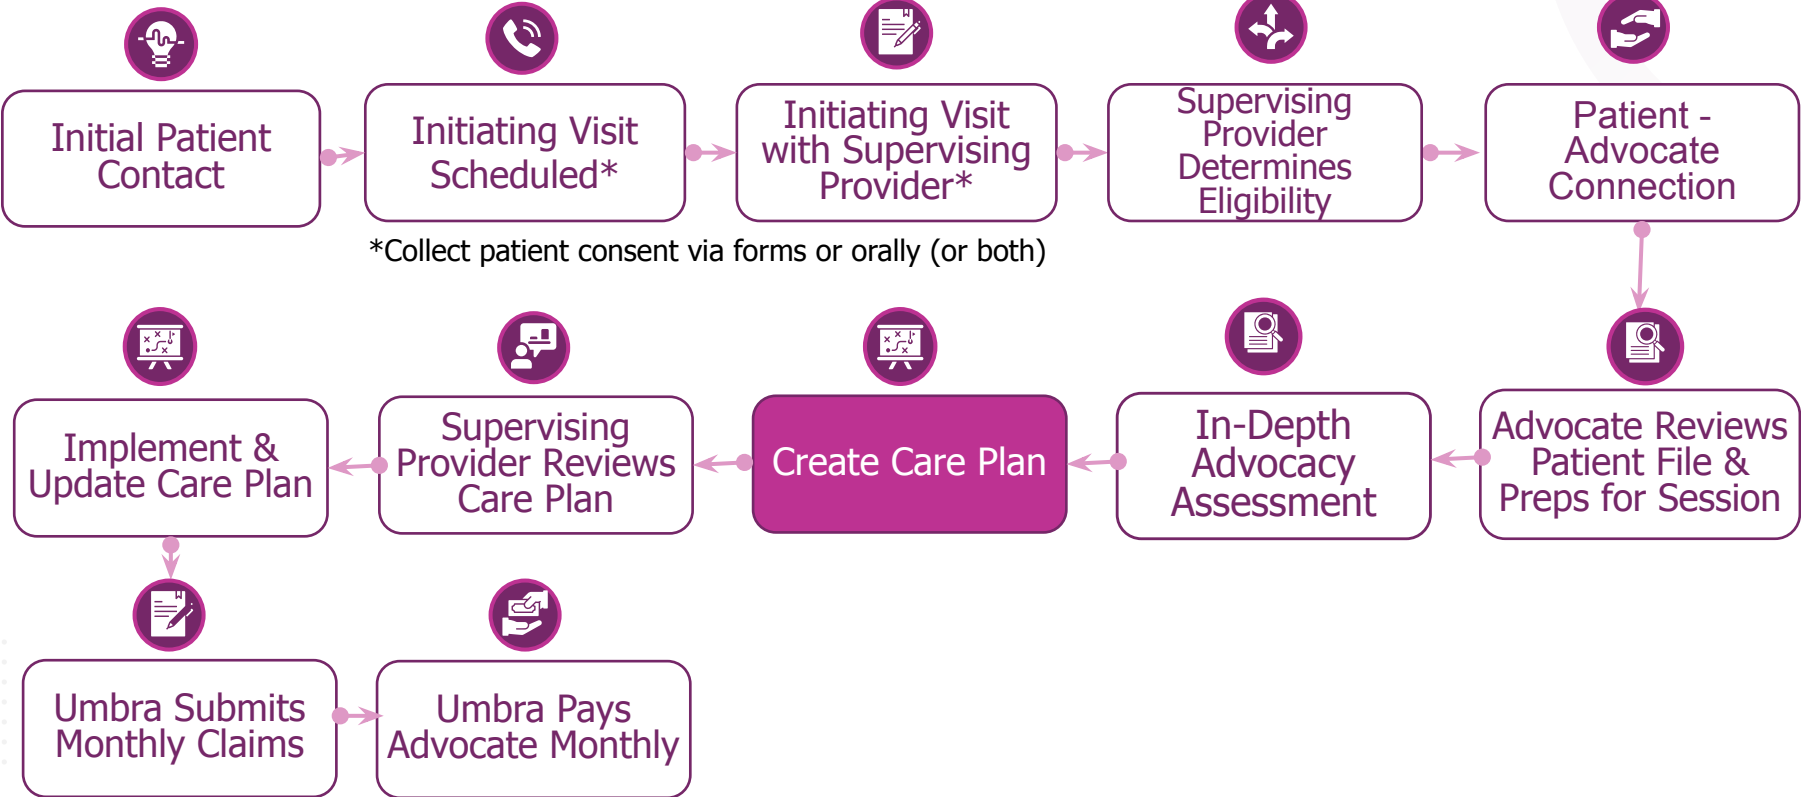 Initial Patient
Contact
Initiating Visit
Scheduled*
Initiating Visit
with Supervising
Provider*
Supervising
Provider
Determines
Eligibility
Patient -
Advocate
Connection
*Collect patient consent via forms or orally (or both)
Implement &
Update Care Plan
Supervising
Provider Reviews
Care Plan
Create Care Plan
In-Depth
Advocacy
Assessment
Advocate Reviews
Patient File &
Preps for Session
Umbra Submits
Monthly Claims
Umbra Pays
Advocate Monthly